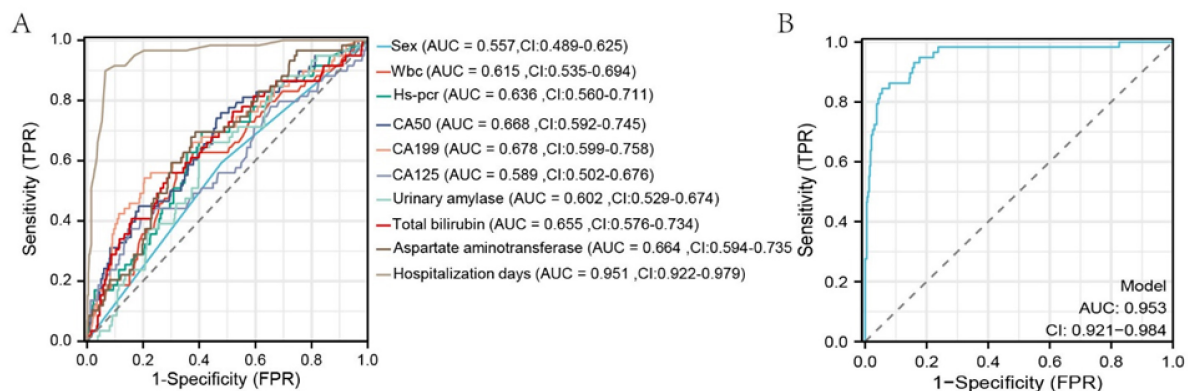 A
Sensitivity (TPR)
1.0
0.8
0.6
0.4
0.2
0.0
0.0 0.2 0.4 0.6 0.8 1.0
1-Specificity (FPR)
Sex (AUC = 0.557,CI:0.489-0.625)
Wbc (AUC = 0.615 ,CI:0.535-0.694)
Hs-pcr (AUC = 0.636 ,CI:0.560-0.711)
CA50 (AUC = 0.668 ,CI:0.592-0.745)
CA199 (AUC = 0.678 ,CI:0.599-0.758)
CA125 (AUC = 0.589 ,CI:0.502-0.676)
Urinary amylase (AUC = 0.602 ,CI:0.529-0.674)
Total bilirubin (AUC = 0.655 ,CI:0.576-0.734)
Aspartate aminotransferase (AUC = 0.664 ,CI:0.594-0.735
Hospitalization days (AUC = 0.951 ,CI:0.922-0.979)
B
Sensitivity (TPR)
1.0
0.8
0.6
0.4
0.2
0.0
Model
AUC: 0.953
CI: 0.921−0.984
0.0 0.2 0.4 0.6 0.8 1.0
1−Specificity (FPR)